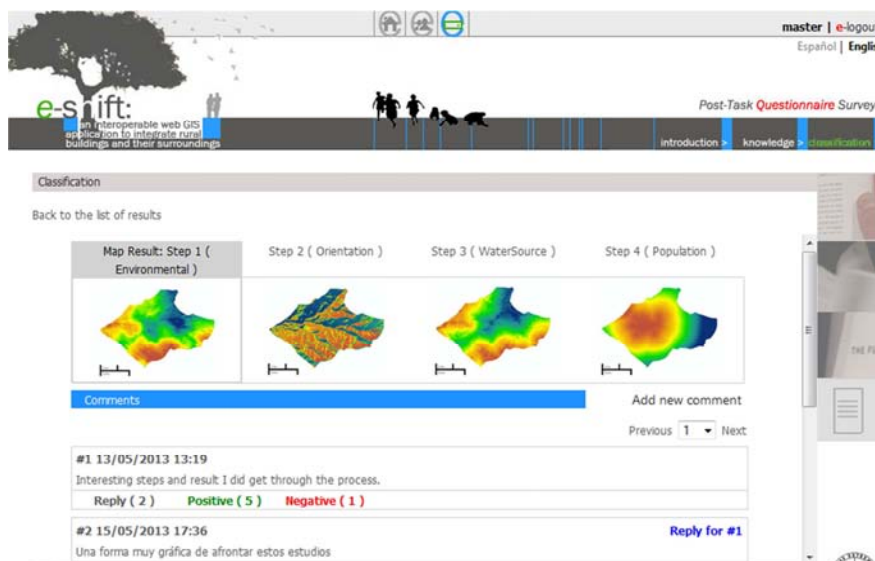 master | e-logou
Español | Englis
e-shift:
an interoperable web GIS
application to integrate rural
buildings and their surroundings
Post-Task Questionnaire Survey
introduction > knowledge > classification
Classification
Back to the list of results
Map Result: Step 1 (
Environmental )
Step 2 ( Orientation )
Step 3 ( WaterSource )
Step 4 ( Population )
Comments
Add new comment
Previous 1 Next
#1 13/05/2013 13:19
Interesting steps and result I did get through the process.
Reply ( 2 ) Positive ( 5 ) Negative ( 1 )
#2 15/05/2013 17:36 Reply for #1
Una forma muy gráfica de afrontar estos estudios